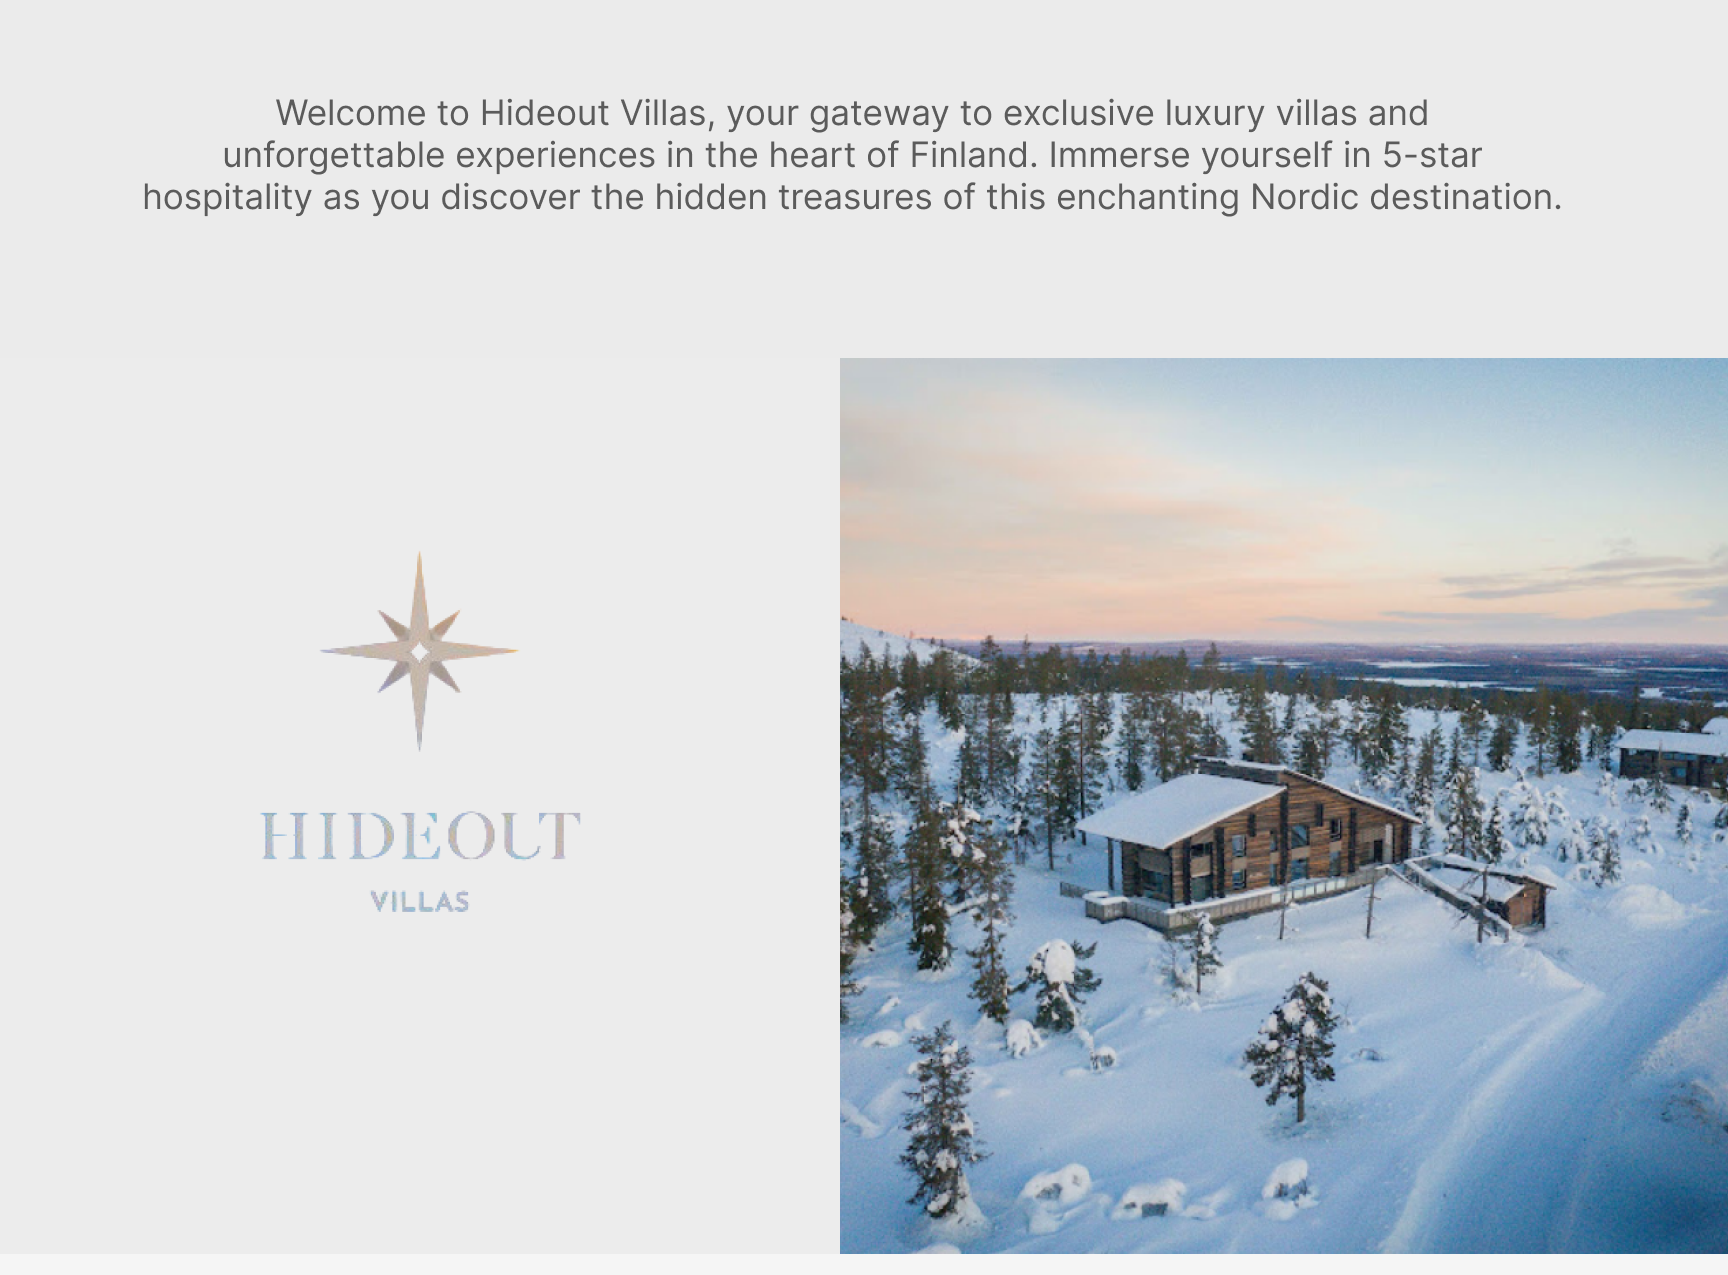 Welcome to Hideout Villas, your gateway to exclusive luxury villas and
unforgettable experiences in the heart of Finland. Immerse yourself in 5-star
hospitality as you discover the hidden treasures of this enchanting Nordic destination.
HIDEOUT
VILLAS